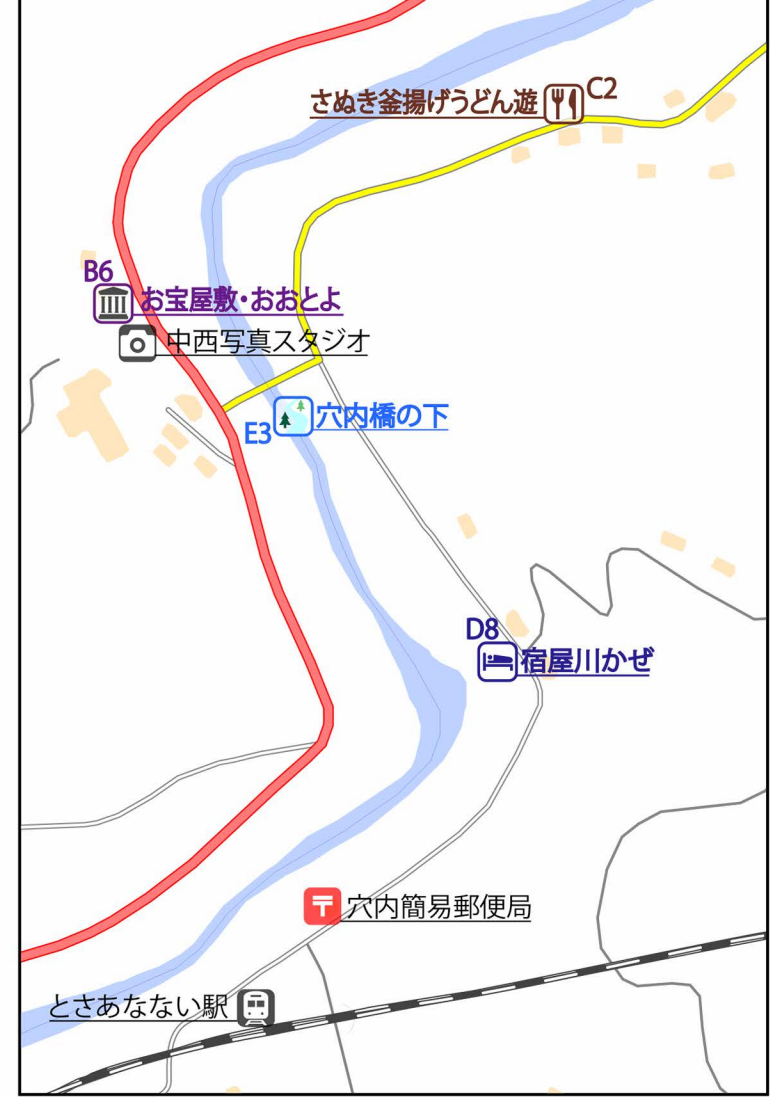 さぬき釜揚げうどん遊
C2
B6
お宝屋敷・おおとよ
中西写真スタジオ
穴内橋の下
E3
D8
宿屋川かぜ
〒
穴内簡易郵便局
とさあなない駅